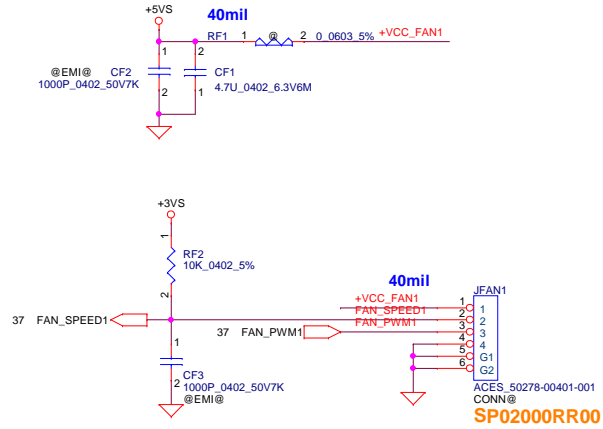 +5VS
40mil
RF1 1 @ 2 0_0603_5% +VCC_FAN1
1 2
@EMI@ CF2 CF1
1000P_0402_50V7K 4.7U_0402_6.3V6M
2 1
+3VS
1
RF2
10K_0402_5%
2
40mil
+VCC_FAN1 1 JFAN1
37 FAN_SPEED1 FAN_SPEED1 2 1
37 FAN_PWM1 FAN_PWM1 3 2
4 3
5 4
6 G1
G2
1
CF3
2 1000P_0402_50V7K
@EMI@
ACES_50278-00401-001
CONN@
SP02000RR00